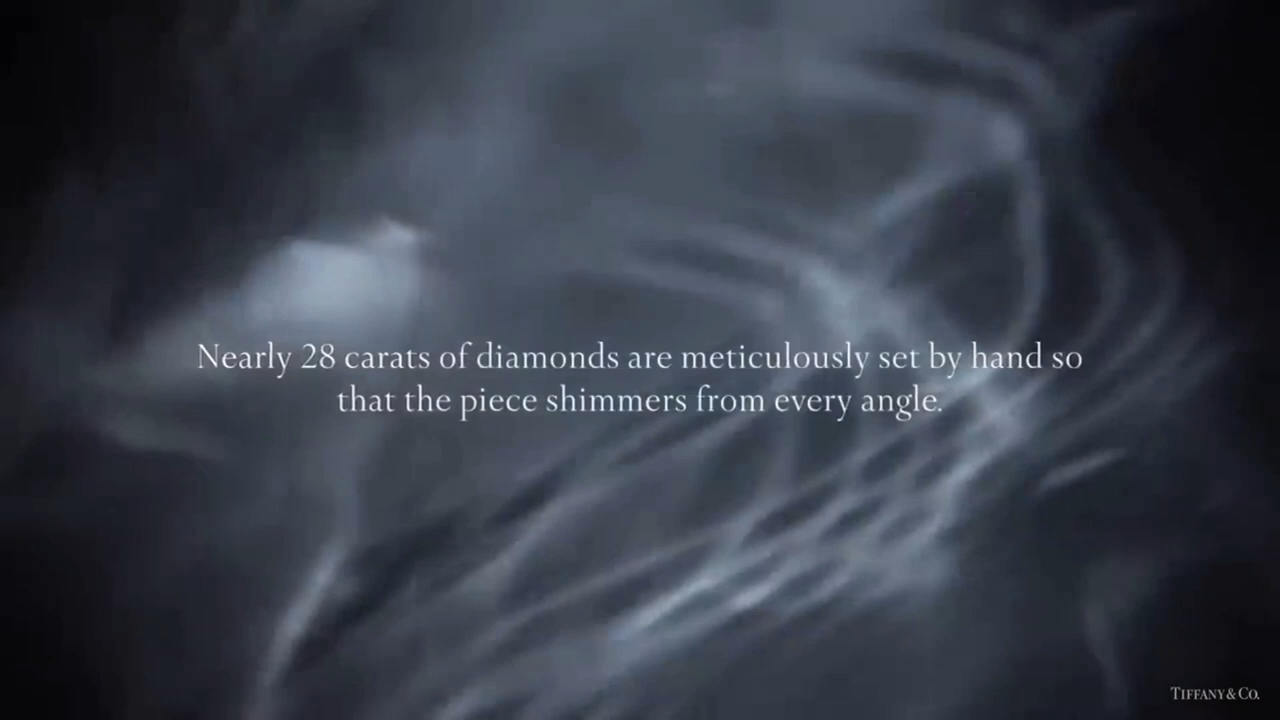 Nearly 28 carats of diamonds are meticulously set by hand so
that the piece shimmers from every angle.
TIFFANY & CO.